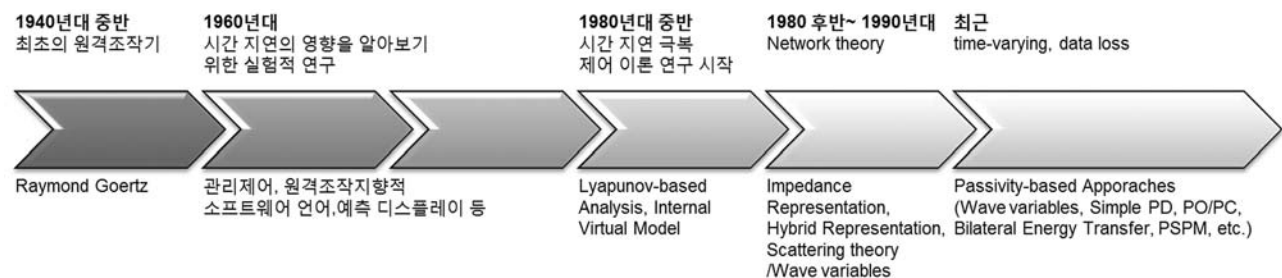 1940년대 중반
최초의 원격조작기
1960년대
시간 지연의 영향을 알아보기
위한 실험적 연구
1980년대 중반
시간 지연 극복
제어 이론 연구 시작
1980 후반~ 1990년대
Network theory
최근
time-varying, data loss
Raymond Goertz
관리제어, 원격조작지향적
소프트웨어 언어,예측 디스플레이 등
Lyapunov-based
Analysis, Internal
Virtual Model
Impedance
Representation,
Hybrid Representation,
Scattering theory
/Wave variables
Passivity-based Apporaches
(Wave variables, Simple PD, PO/PC,
Bilateral Energy Transfer, PSPM, etc.)